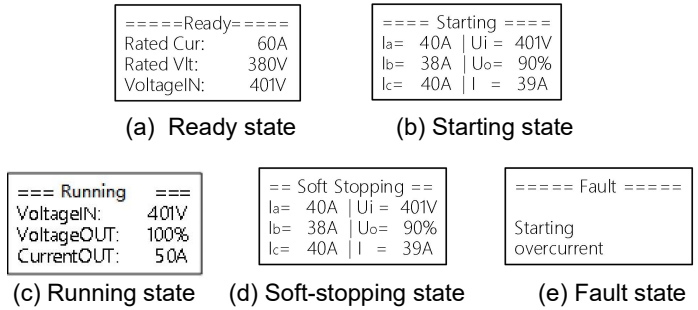 =====Ready=====
Rated Cur: 60A
Rated Vlt: 380V
VoltageIN: 401V
(a) Ready state
==== Starting ====
Ia= 40A | Ui = 401V
Ib= 38A | Uo= 90%
Ic= 40A | I = 39A
(b) Starting state
=== Running ===
VoltageIN: 401V
VoltageOUT: 100%
CurrentOUT: 50A
(c) Running state
== Soft Stopping ==
Ia= 40A | Ui = 401V
Ib= 38A | Uo= 90%
Ic= 40A | I = 39A
(d) Soft-stopping state
===== Fault =====
Starting
overcurrent
(e) Fault state